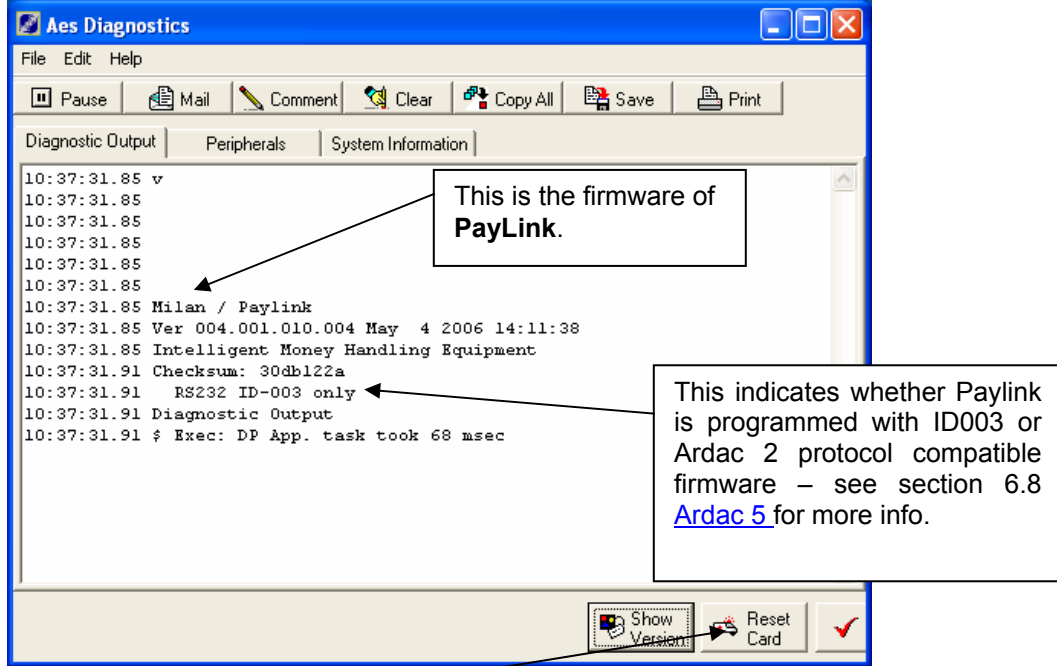 Aes Diagnostics
File Edit Help
Pause Mail Comment Clear Copy All Save Print
Diagnostic Output Peripherals System Information
10:37:31.85 v
10:37:31.85
10:37:31.85
10:37:31.85
10:37:31.85
10:37:31.85
10:37:31.85 Milan / Paylink
10:37:31.85 Ver 004.001.010.004 May 4 2006 14:11:38
10:37:31.85 Intelligent Money Handling Equipment
10:37:31.91 Checksum: 30db122a
10:37:31.91 RS232 ID-003 only
10:37:31.91 Diagnostic Output
10:37:31.91 $ Exec: DP App. task took 68 msec
This is the firmware of
PayLink.
This indicates whether Paylink
is programmed with ID003 or
Ardac 2 protocol compatible
firmware – see section 6.8
Ardac 5 for more info.
Show
Version
Reset
Card